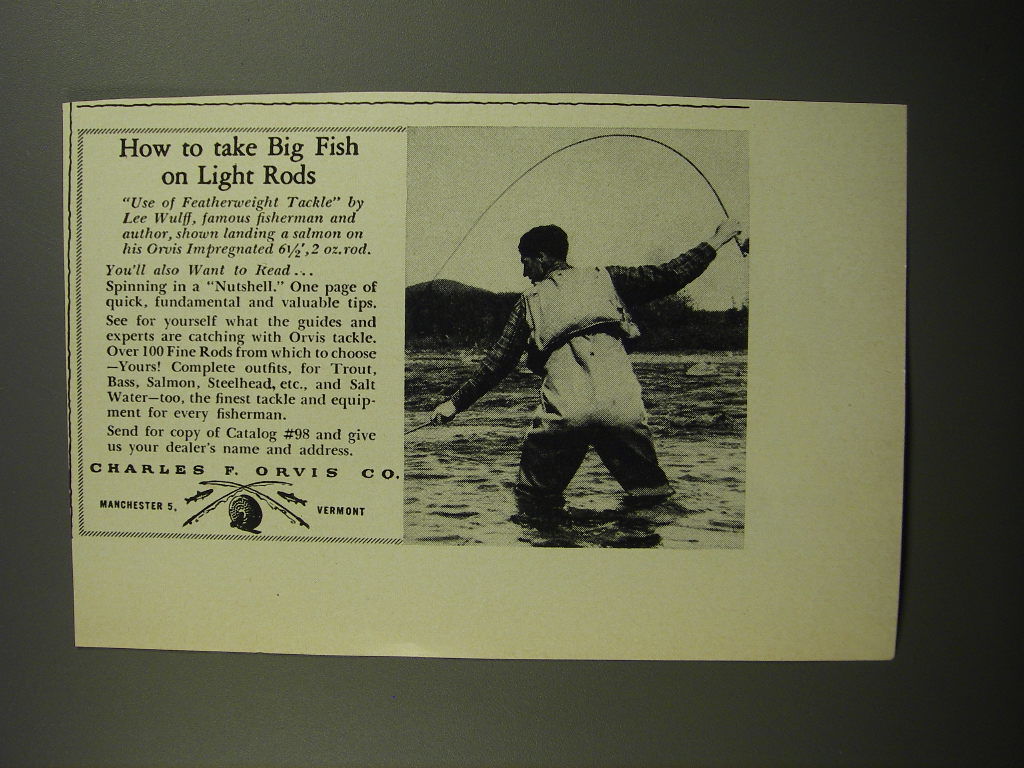 How to take Big Fish
on Light Rods
"Use of Featherweight Tackle" by
Lee Wulff, famous fisherman and
author, shown landing a salmon on
his Orvis Impregnated 6½', 2 oz. rod.
You'll also Want to Read...
Spinning in a "Nutshell." One page of
quick, fundamental and valuable tips.
See for yourself what the guides and
experts are catching with Orvis tackle.
Over 100 Fine Rods from which to choose
—Yours! Complete outfits, for Trout,
Bass, Salmon, Steelhead, etc., and Salt
Water—too, the finest tackle and equip-
ment for every fisherman.
Send for copy of Catalog #98 and give
us your dealer's name and address.
CHARLES F. ORVIS CO.
MANCHESTER 5, VERMONT